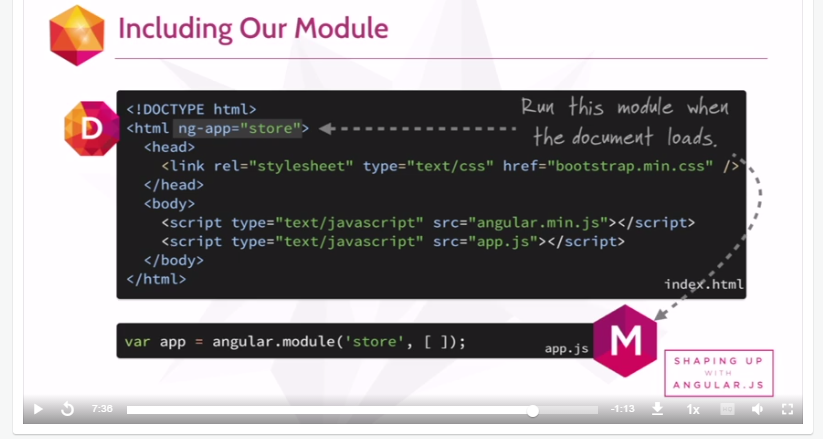 Including Our Module
D
<!DOCTYPE html>
<html ng-app="store">
<head>
<link rel="stylesheet" type="text/css" href="bootstrap.min.css" />
</head>
<body>
<script type="text/javascript" src="angular.min.js"></script>
<script type="text/javascript" src="app.js"></script>
</body>
</html>
Run this module when
the document loads.
index.html
var app = angular.module('store', [ ]);
app.js
M
SHAPING UP
WITH
ANGULAR.JS
7:36
-1:13
1x